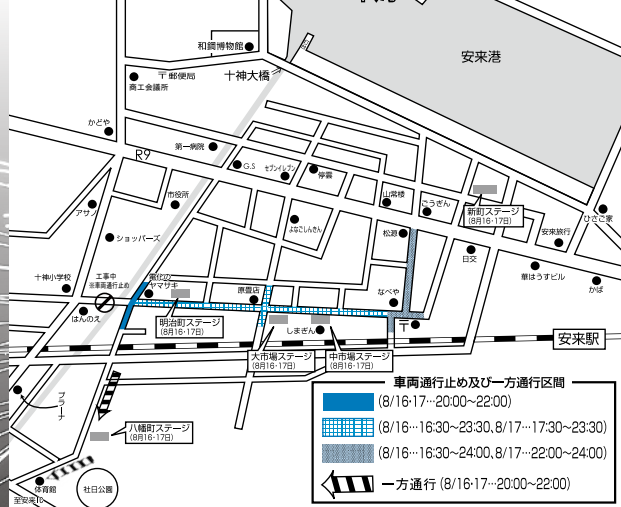 安来港
和鋼博物館
十神大橋
〒郵便局
商工会議所
かどや
第一病院
R9
G.S
セブンイレブン
停雲
山常楼
ごうぎん
新町ステージ
(8月16・17日)
ひさご家
市役所
アサノ
ショッパーズ
よなごしんきん
松源
日交
安来旅行
華はうすビル
かば
十神小学校
工事中
※車両通行止め
電化の
ヤマサキ
原畳店
なべや
はんのえ
明治町ステージ
(8月16・17日)
しまぎん
〒
大市場ステージ
(8月16・17日)
中市場ステージ
(8月16・17日)
安来駅
プラーナ
八幡町ステージ
(8月16・17日)
体育館
至安来IC
社日公園
車両通行止め及び一方通行区間
(8/16・17…20:00~22:00)
(8/16…16:30~23:30、8/17…17:30~23:30)
(8/16…16:30~24:00、8/17…22:00~24:00)
一方通行 (8/16・17…20:00~22:00)